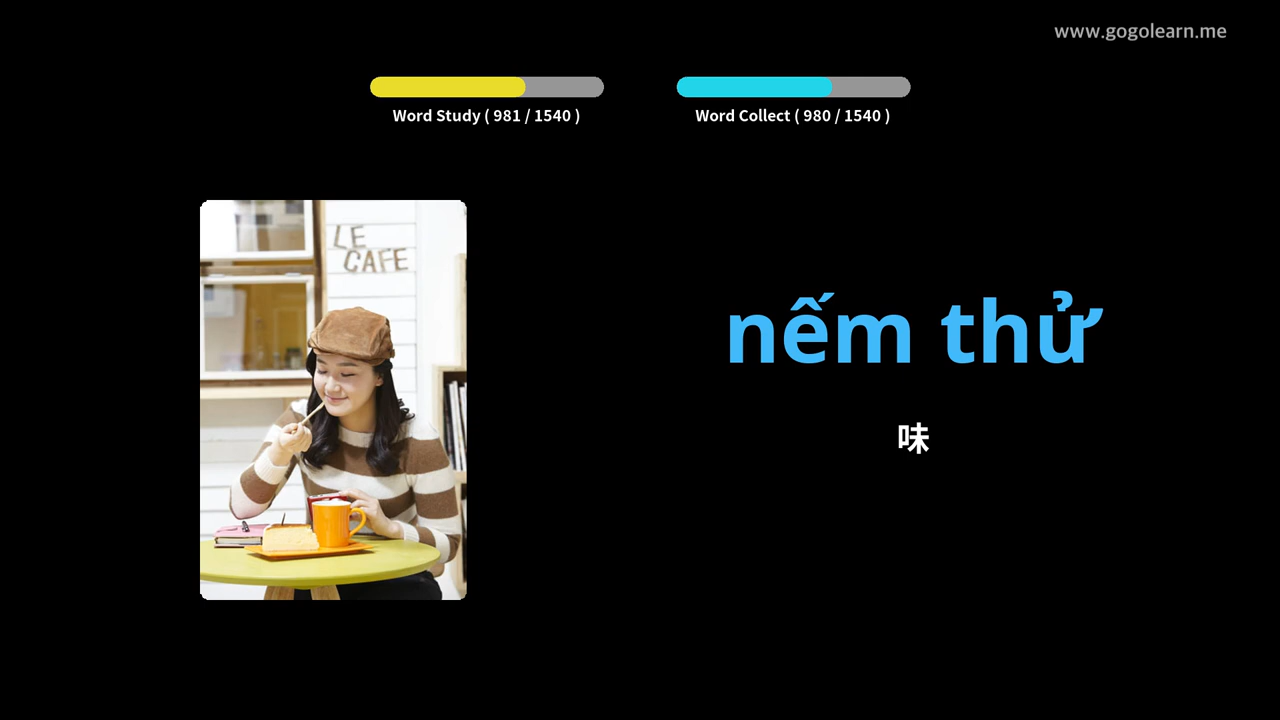 www.gogolearn.me
Word Study ( 981 / 1540 )
Word Collect ( 980 / 1540 )
LE
CAFE
nếm thử
味